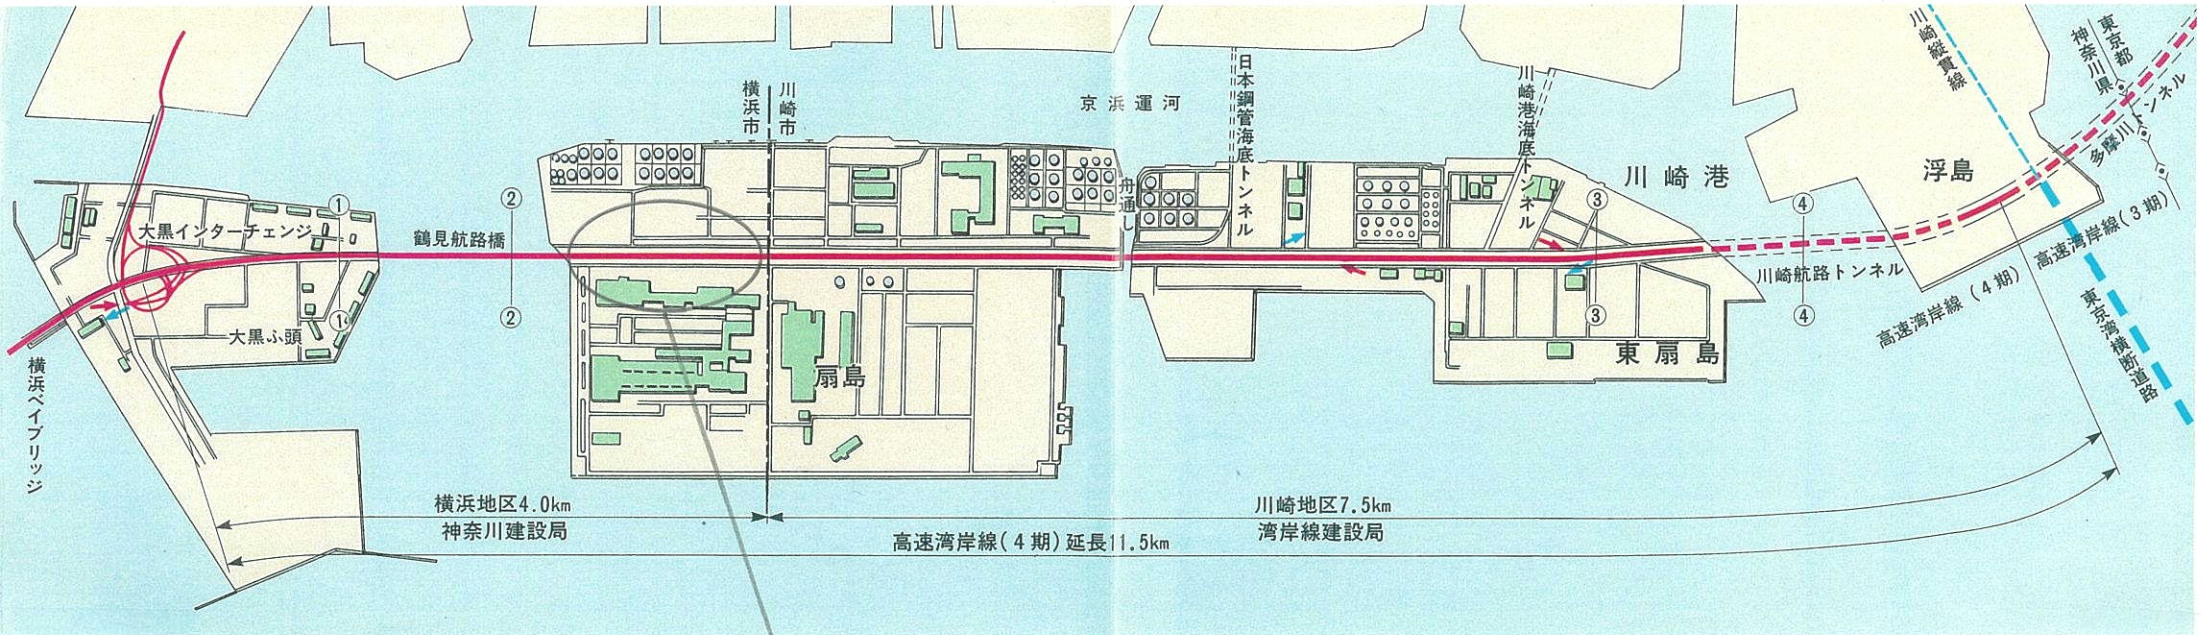 横浜市
川崎市
京浜運河
日本鋼管海底トンネル
川崎港海底トンネル
川崎縦貫線
東京都
神奈川県
多摩川トンネル
川崎港
浮島
舟通し
①
②
③
④
大黒インターチェンジ
鶴見航路橋
川崎航路トンネル
高速湾岸線(3期)
高速湾岸線(4期)
①
②
③
④
大黒ふ頭
扇島
東扇島
東京湾横断道路
横浜ベイブリッジ
横浜地区4.0km
神奈川建設局
川崎地区7.5km
湾岸線建設局
高速湾岸線(4期)延長11.5km